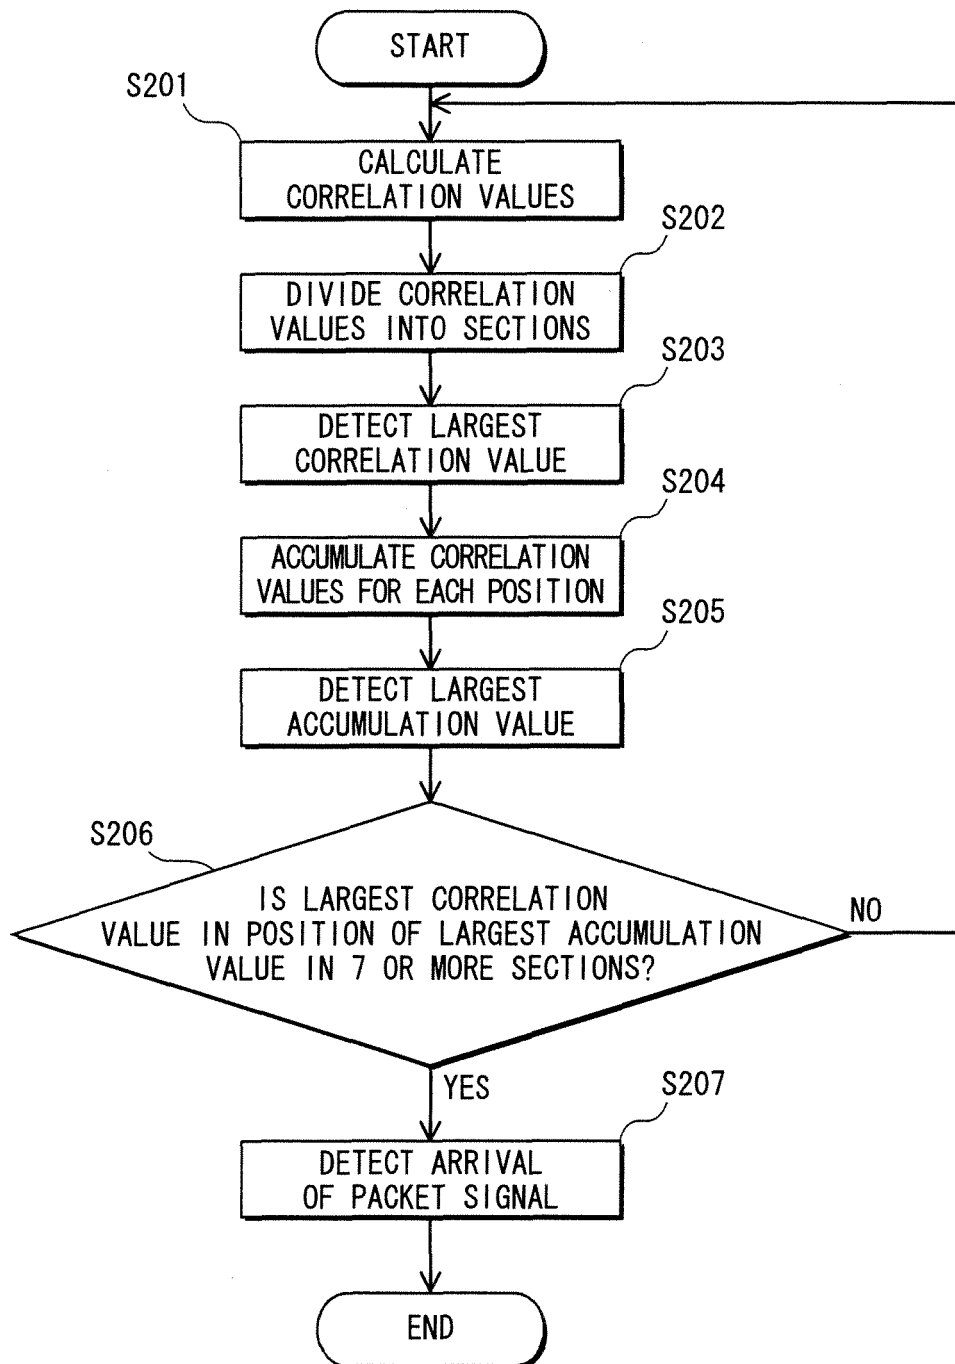 START
S201
CALCULATE
CORRELATION VALUES
S202
DIVIDE CORRELATION
VALUES INTO SECTIONS
S203
DETECT LARGEST
CORRELATION VALUE
S204
ACCUMULATE CORRELATION
VALUES FOR EACH POSITION
S205
DETECT LARGEST
ACCUMULATION VALUE
S206
IS LARGEST CORRELATION
VALUE IN POSITION OF LARGEST ACCUMULATION
VALUE IN 7 OR MORE SECTIONS?
NO
YES
S207
DETECT ARRIVAL
OF PACKET SIGNAL
END